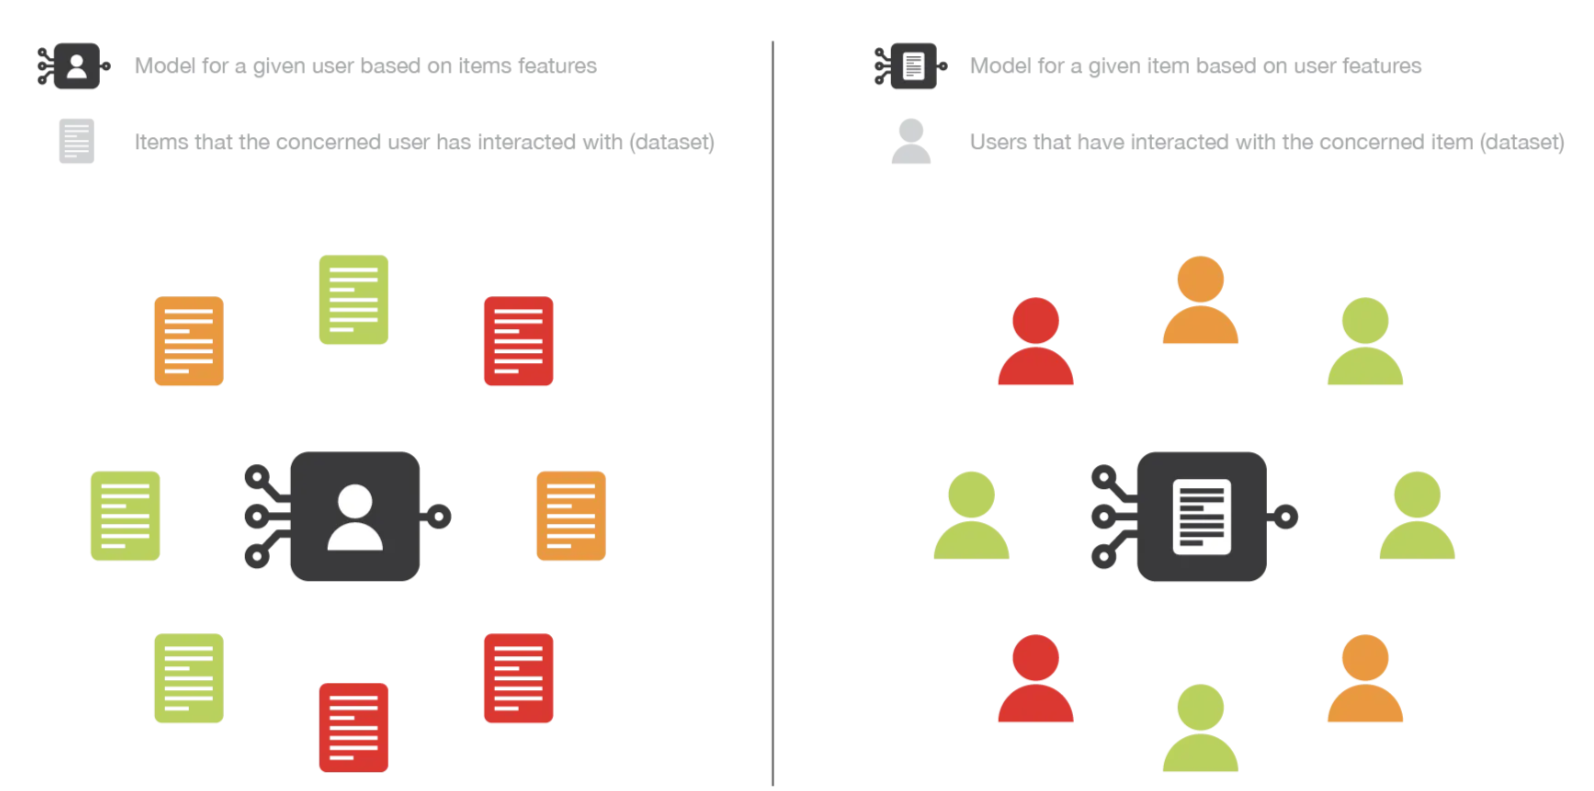 Model for a given user based on items features
Items that the concerned user has interacted with (dataset)
Model for a given item based on user features
Users that have interacted with the concerned item (dataset)